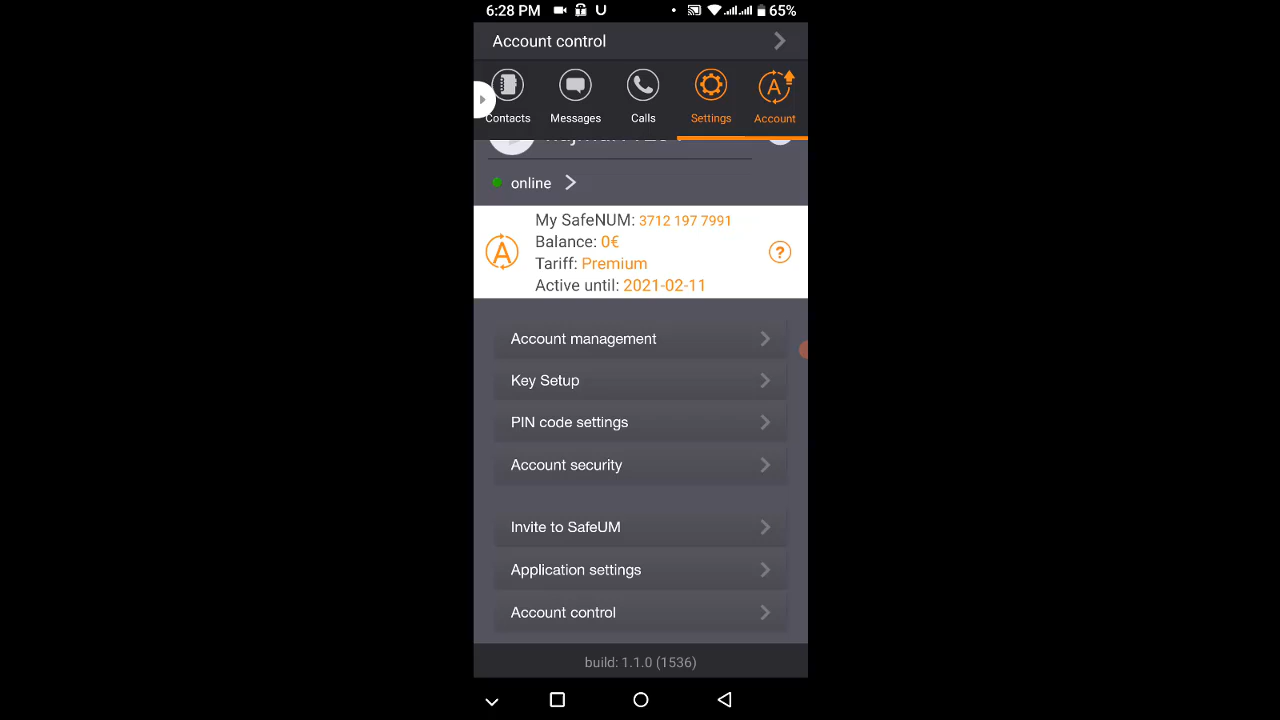 6:28 PM U 65%
Account control
Contacts Messages Calls Settings Account
online
My SafeNUM: 3712 197 7991
Balance: 0€
Tariff: Premium
Active until: 2021-02-11
Account management
Key Setup
PIN code settings
Account security
Invite to SafeUM
Application settings
Account control
build: 1.1.0 (1536)